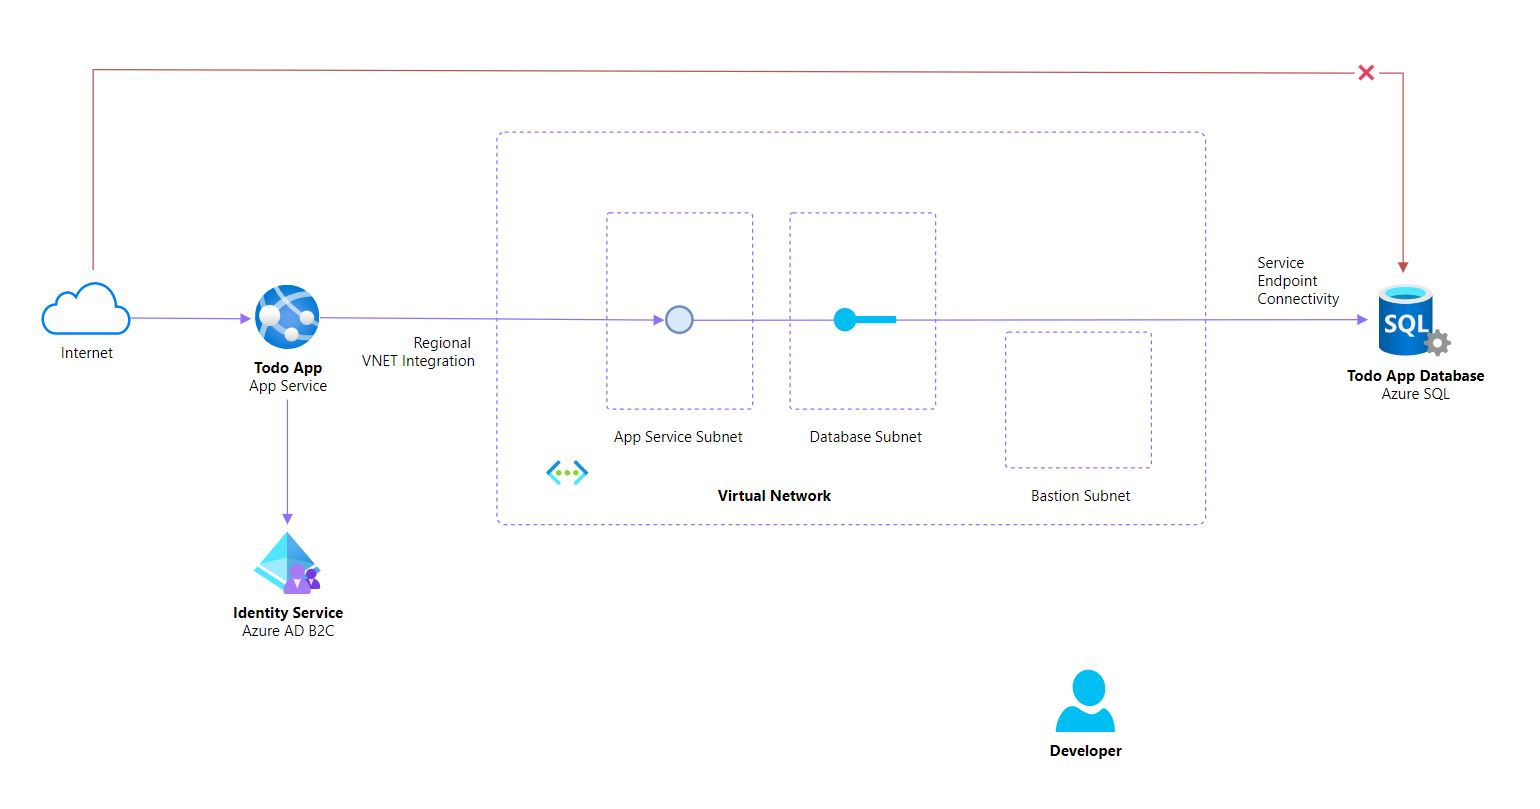 Internet
Todo App
App Service
Regional
VNET Integration
App Service Subnet
Database Subnet
Bastion Subnet
Virtual Network
Service
Endpoint
Connectivity
SQL
Todo App Database
Azure SQL
Identity Service
Azure AD B2C
Developer